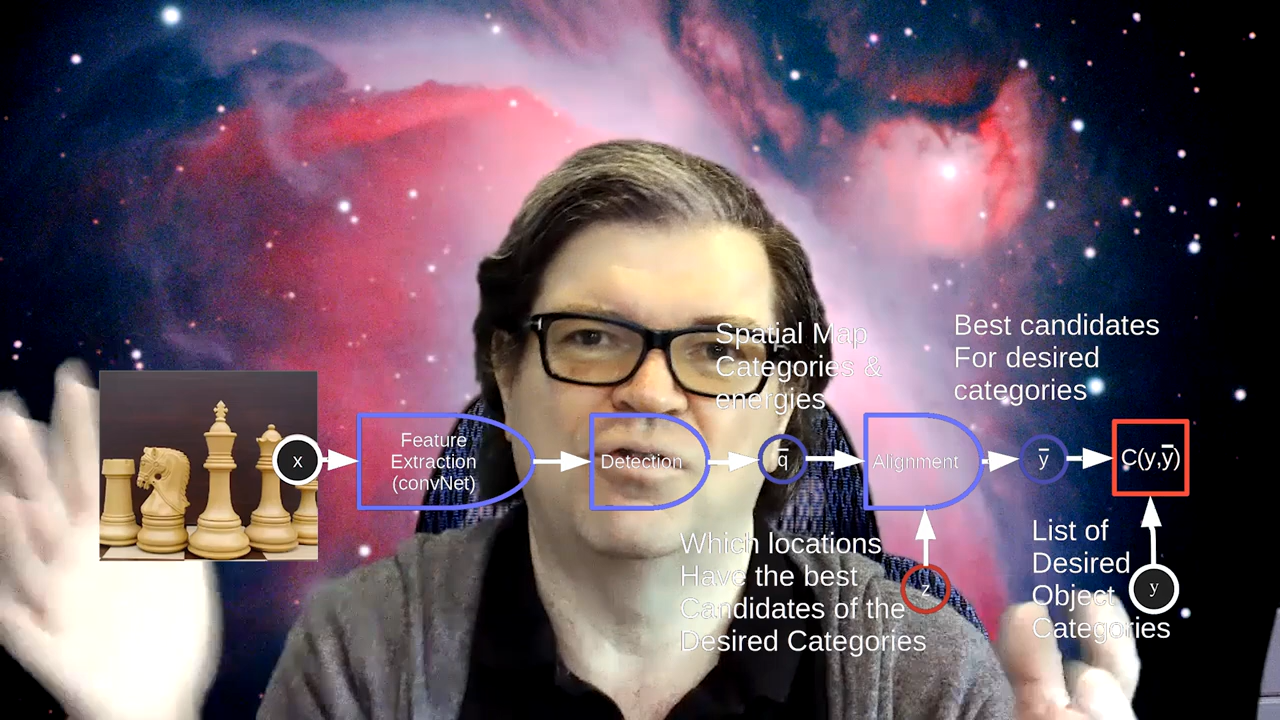 Spatial Map
Categories &
energies
Best candidates
For desired
categories
x
Feature
Extraction
(convNet)
Detection
q̅
Alignment
y̅
C(y,y̅)
Which locations
Have the best
Candidates of the
Desired Categories
z
List of
Desired
Object
Categories
y